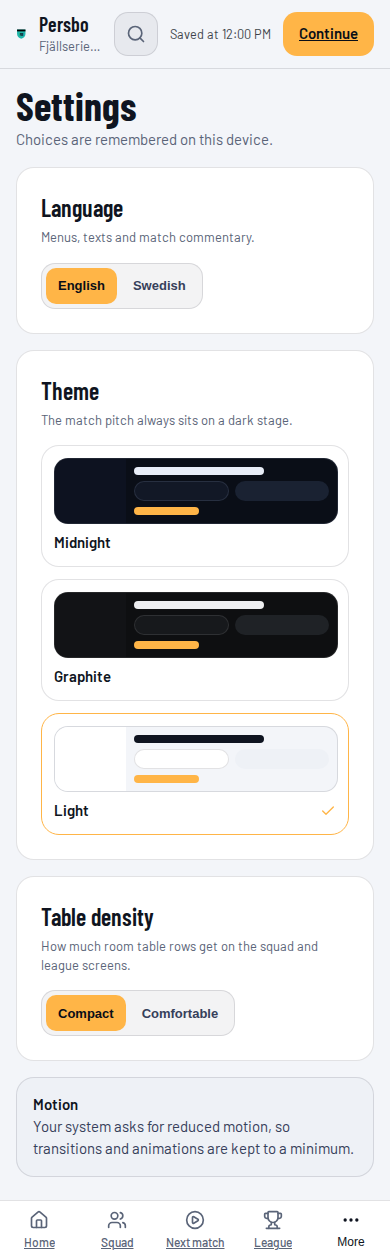 Persbo
Fjällserie...
Saved at 12:00 PM
Continue
Settings
Choices are remembered on this device.
Language
Menus, texts and match commentary.
English
Swedish
Theme
The match pitch always sits on a dark stage.
Midnight
Graphite
Light
Table density
How much room table rows get on the squad and
league screens.
Compact
Comfortable
Motion
Your system asks for reduced motion, so
transitions and animations are kept to a minimum.
Home
Squad
Next match
League
More